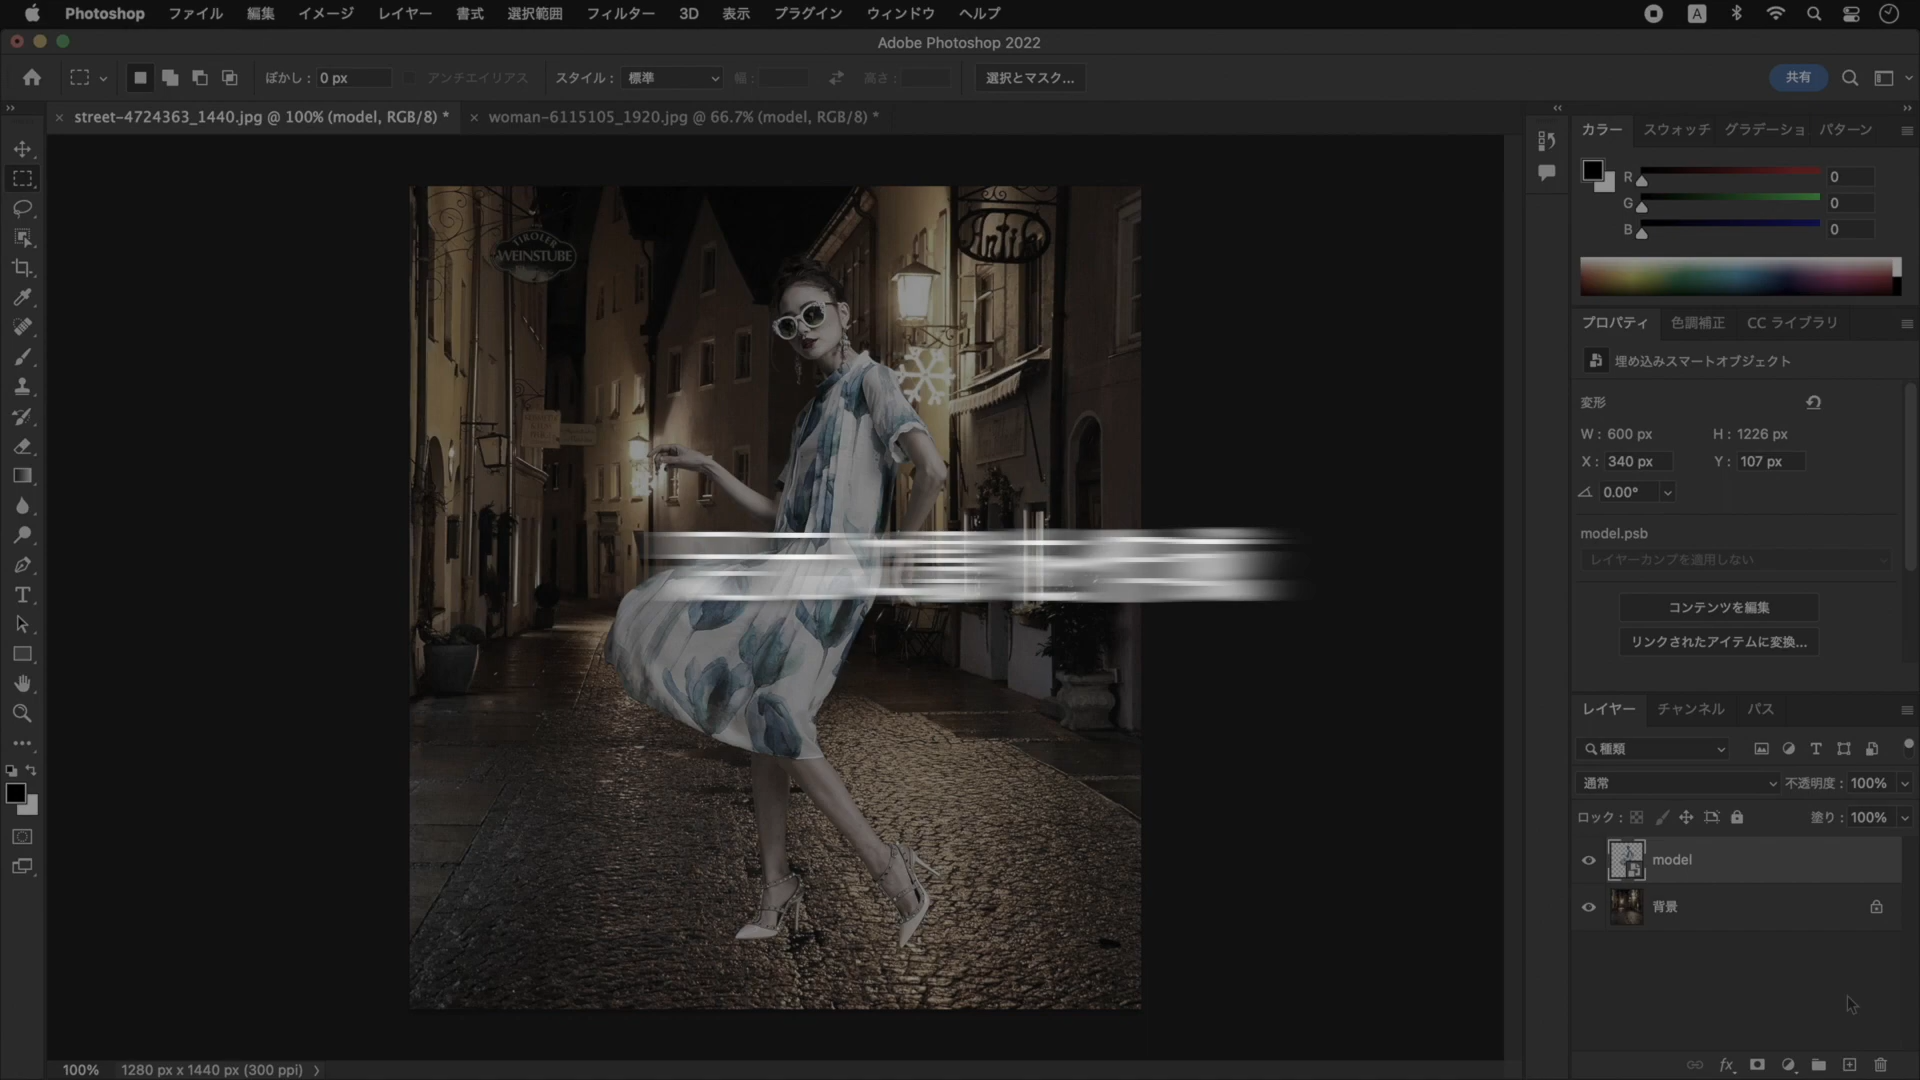 Photoshop ファイル 編集 イメージ レイヤー 書式 選択範囲 フィルター 3D 表示 プラグイン ウィンドウ ヘルプ A
Adobe Photoshop 2022
ぼかし : 0 px アンチエイリアス スタイル : 標準 幅 : 高さ : 選択とマスク... 共有
street-4724363_1440.jpg @ 100% (model, RGB/8) * woman-6115105_1920.jpg @ 66.7% (model, RGB/8) *
カラー スウォッチ グラデーショ パターン
R 0
G 0
B 0
TIROLER
WEINSTUBE
Antik
プロパティ 色調補正 CC ライブラリ
埋め込みスマートオブジェクト
変形
W : 600 px H : 1226 px
X : 340 px Y : 107 px
0.00°
model.psb
レイヤーカンプを適用しない
コンテンツを編集
リンクされたアイテムに変換...
レイヤー チャンネル パス
種類
通常 不透明度 : 100%
ロック : 塗り : 100%
model
背景
100% 1280 px x 1440 px (300 ppi)